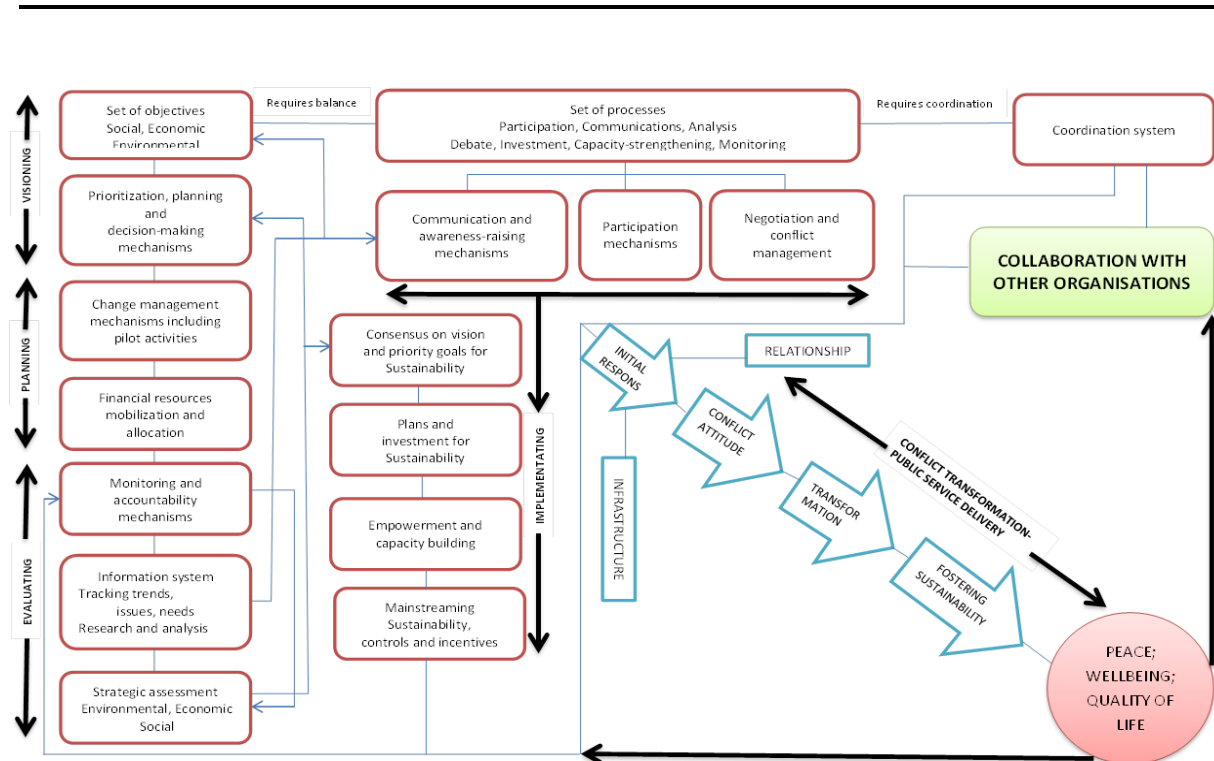 Set of objectives
Social, Economic
Environmental
Requires balance
Set of processes
Participation, Communications, Analysis
Debate, Investment, Capacity-strengthening, Monitoring
Requires coordination
Coordination system
VISIONING
Prioritization, planning
and
decision-making
mechanisms
Communication and
awareness-raising
mechanisms
Participation
mechanisms
Negotiation and
conflict
management
COLLABORATION WITH
OTHER ORGANISATIONS
PLANNING
Change management
mechanisms including
pilot activities
Consensus on vision
and priority goals for
Sustainability
INITIAL
RESPONS
RELATIONSHIP
Financial resources
mobilization and
allocation
Plans and
investment for
Sustainability
IMPLEMENTATING
CONFLICT
ATTITUDE
CONFLICT TRANSFORMATION-
PUBLIC SERVICE DELIVERY
EVALUATING
Monitoring and
accountability
mechanisms
Empowerment and
capacity building
INFRASTRUCTURE
TRANSFOR
MATION
Information system
Tracking trends,
issues, needs
Research and analysis
Mainstreaming
Sustainability,
controls and incentives
FOSTERING
SUSTAINABILITY
Strategic assessment
Environmental, Economic
Social
PEACE;
WELLBEING;
QUALITY OF
LIFE